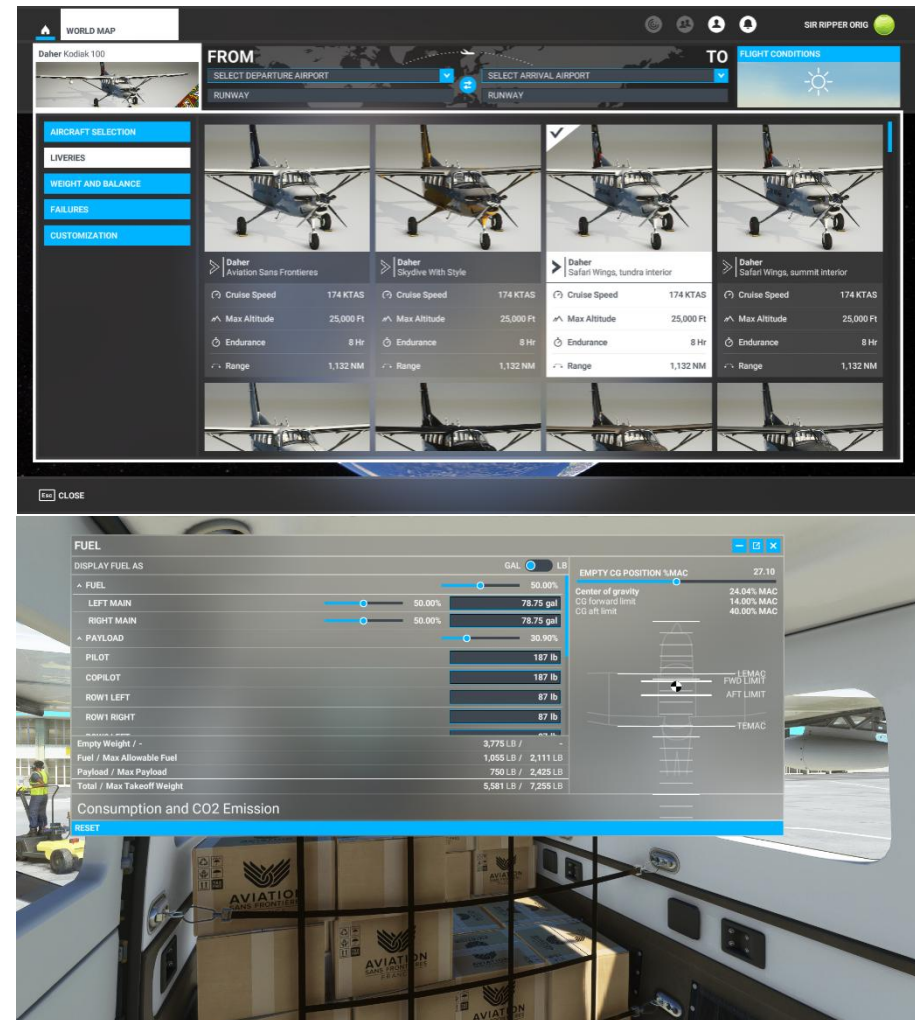 WORLD MAP
SIR RIPPER ORIG
Daher Kodiak 100
FROM
TO
SELECT DEPARTURE AIRPORT
SELECT ARRIVAL AIRPORT
RUNWAY
RUNWAY
FLIGHT CONDITIONS
AIRCRAFT SELECTION
LIVERIES
WEIGHT AND BALANCE
FAILURES
CUSTOMIZATION
Daher
Aviation Sans Frontieres
Cruise Speed 174 KTAS
Max Altitude 25,000 Ft
Endurance 8 Hr
Range 1,132 NM
Daher
Skydive With Style
Cruise Speed 174 KTAS
Max Altitude 25,000 Ft
Endurance 8 Hr
Range 1,132 NM
Daher
Safari Wings, tundra interior
Cruise Speed 174 KTAS
Max Altitude 25,000 Ft
Endurance 8 Hr
Range 1,132 NM
Daher
Safari Wings, summit interior
Cruise Speed 174 KTAS
Max Altitude 25,000 Ft
Endurance 8 Hr
Range 1,132 NM
Esc CLOSE
FUEL
DISPLAY FUEL AS GAL LB
FUEL 50.00%
LEFT MAIN 50.00% 78.75 gal
RIGHT MAIN 50.00% 78.75 gal
PAYLOAD 30.90%
PILOT 187 lb
COPILOT 187 lb
ROW1 LEFT 87 lb
ROW1 RIGHT 87 lb
Empty Weight / - 3,775 LB / -
Fuel / Max Allowable Fuel 1,055 LB / 2,111 LB
Payload / Max Payload 750 LB / 2,425 LB
Total / Max Takeoff Weight 5,581 LB / 7,255 LB
Consumption and CO2 Emission
RESET
EMPTY CG POSITION %MAC 27.10
Center of gravity 24.04% MAC
CG forward limit 14.00% MAC
CG aft limit 40.00% MAC
LEMAC
FWD LIMIT
AFT LIMIT
TEMAC
AVIATION
SANS FRONTIERES
AVIATION
SANS FRONTIERES
AVIATION